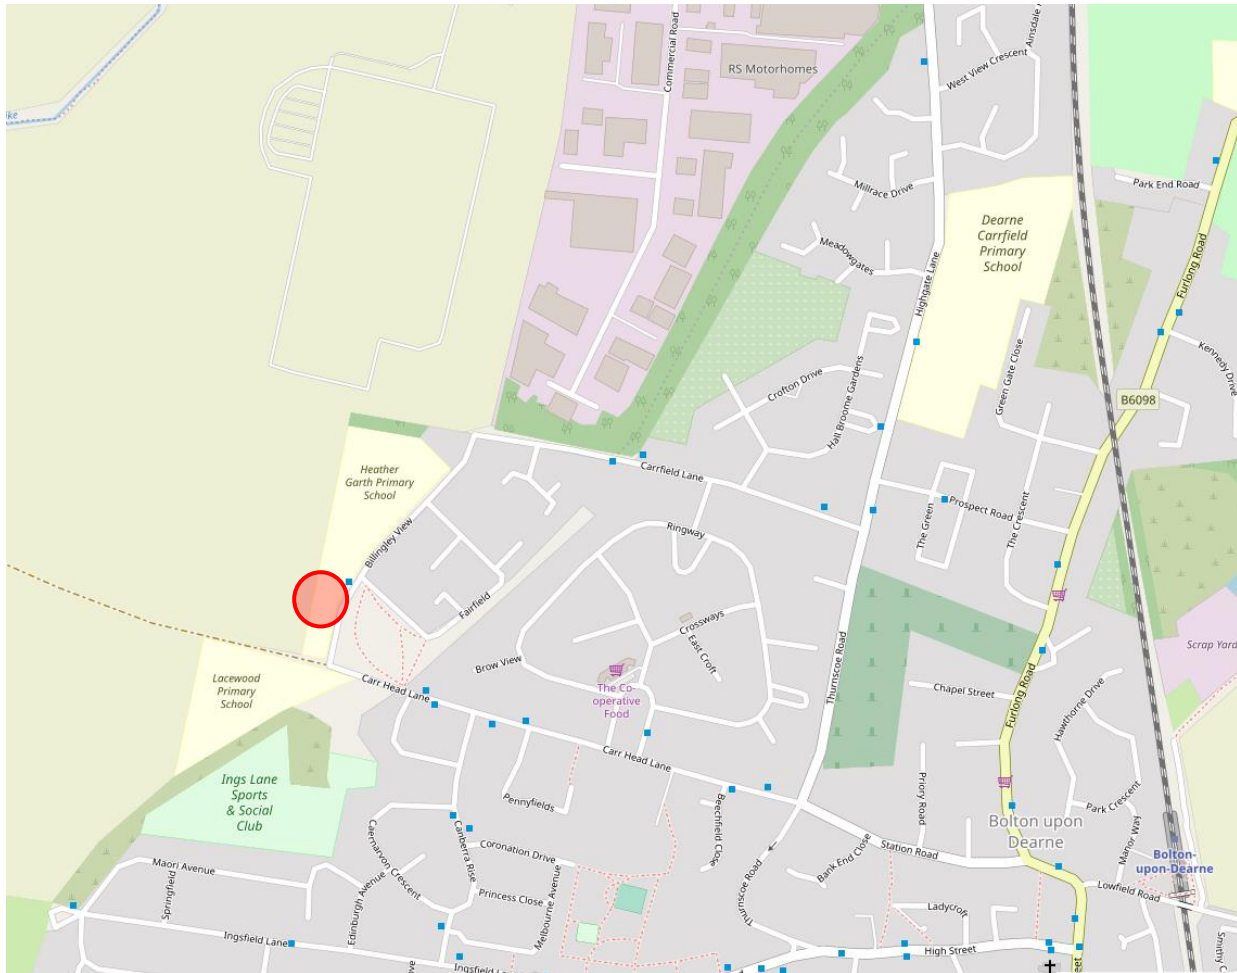 Commercial Road
RS Motorhomes
West View Crescent
Park End Road
Millrace Drive
Dearne
Carrfield
Primary
School
Meadowgates
Highgate Lane
Furlong Road
Kennedy Drive
Green Gate Close
Crofton Drive
Hall Broome Gardens
B6098
Heather
Garth Primary
School
Carrfield Lane
Prospect Road
The Green
The Crescent
Ringway
Billingley View
Fairfield
Crossways
East Croft
Brow View
Thurnscoe Road
Scrap Yard
Lacewood
Primary
School
Carr Head Lane
The Co-
operative
Food
Chapel Street
Furlong Road
Hawthorne Drive
Ings Lane
Sports
& Social
Club
Carr Head Lane
Pennyfields
Beechfield Close
Priory Road
Park Crescent
Bolton upon
Dearne
Manor Way
Bolton-
upon-Dearne
Caernarvon Crescent
Canberra Rise
Coronation Drive
Station Road
Bank End Close
Maori Avenue
Springfield
Edinburgh Avenue
Princess Close
Melbourne Avenue
Thurnscoe Road
Lowfield Road
Ladycroft
Ingsfield Lane
High Street